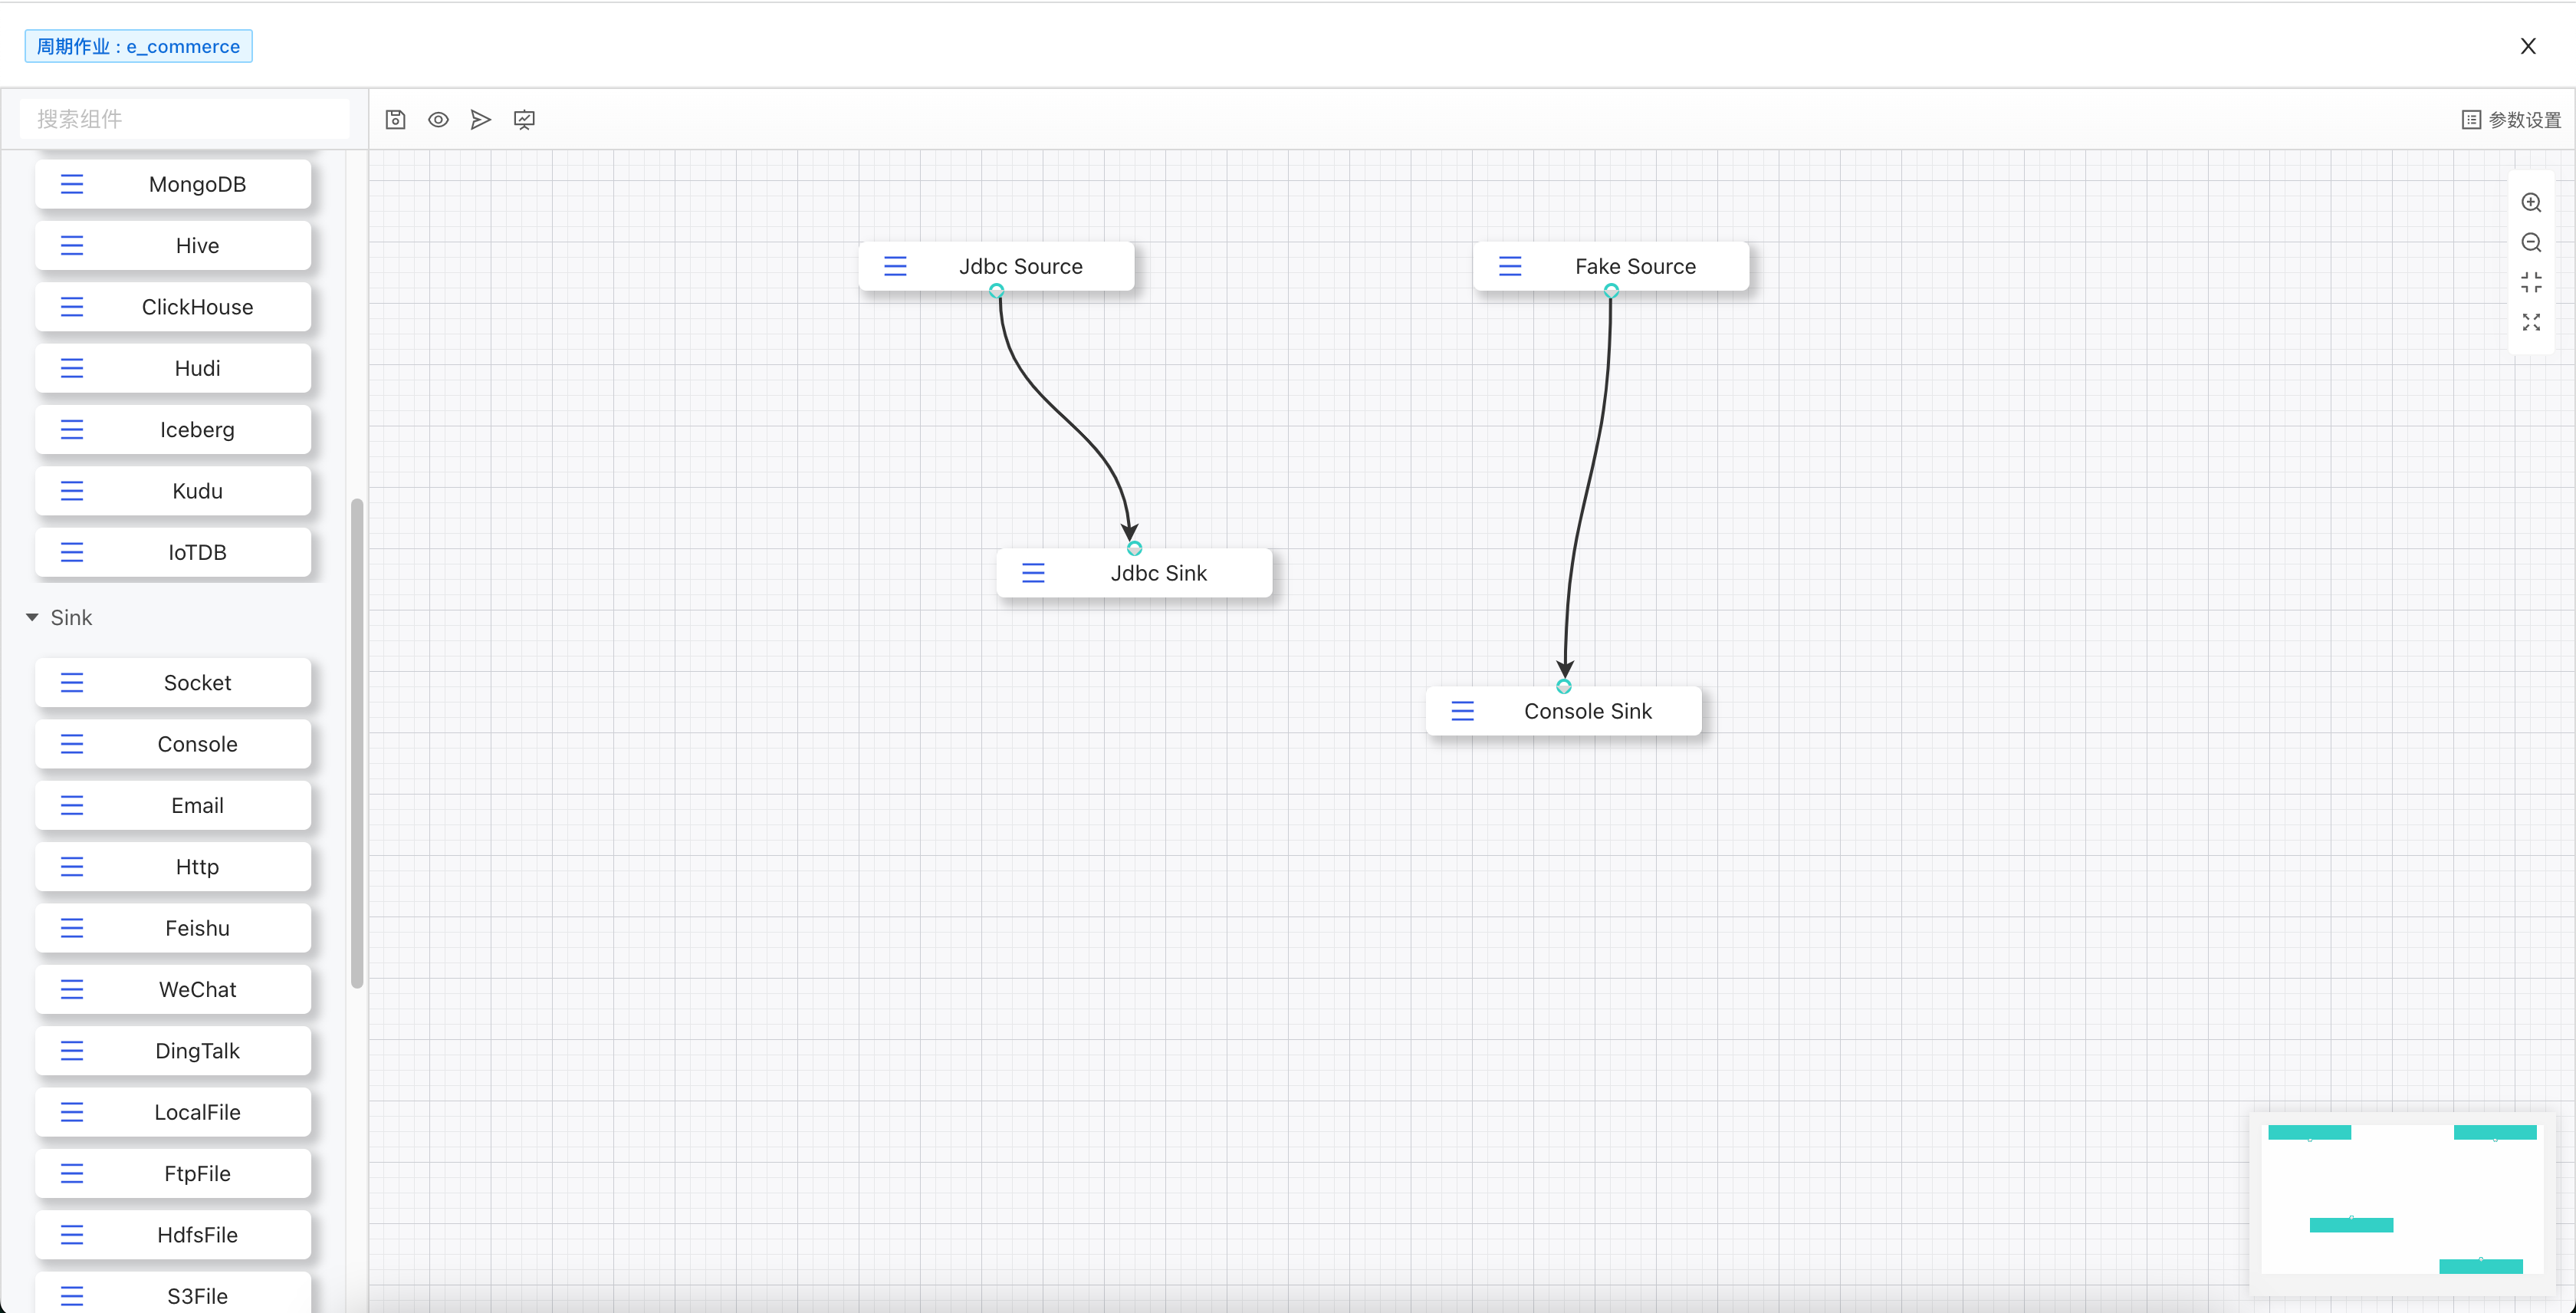 周期作业 : e_commerce
X
搜索组件
参数设置
MongoDB
Hive
ClickHouse
Hudi
Iceberg
Kudu
IoTDB
Sink
Socket
Console
Email
Http
Feishu
WeChat
DingTalk
LocalFile
FtpFile
HdfsFile
S3File
Jdbc Source
Fake Source
Jdbc Sink
Console Sink